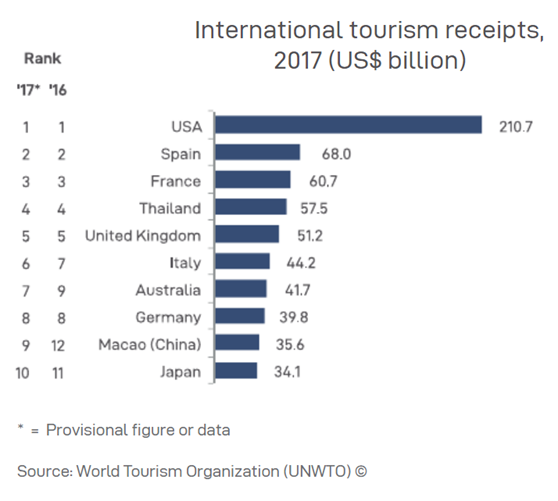 International tourism receipts,
2017 (US$ billion)
Rank
'17* '16
1 1 USA 210.7
2 2 Spain 68.0
3 3 France 60.7
4 4 Thailand 57.5
5 5 United Kingdom 51.2
6 7 Italy 44.2
7 9 Australia 41.7
8 8 Germany 39.8
9 12 Macao (China) 35.6
10 11 Japan 34.1
* = Provisional figure or data
Source: World Tourism Organization (UNWTO) ©